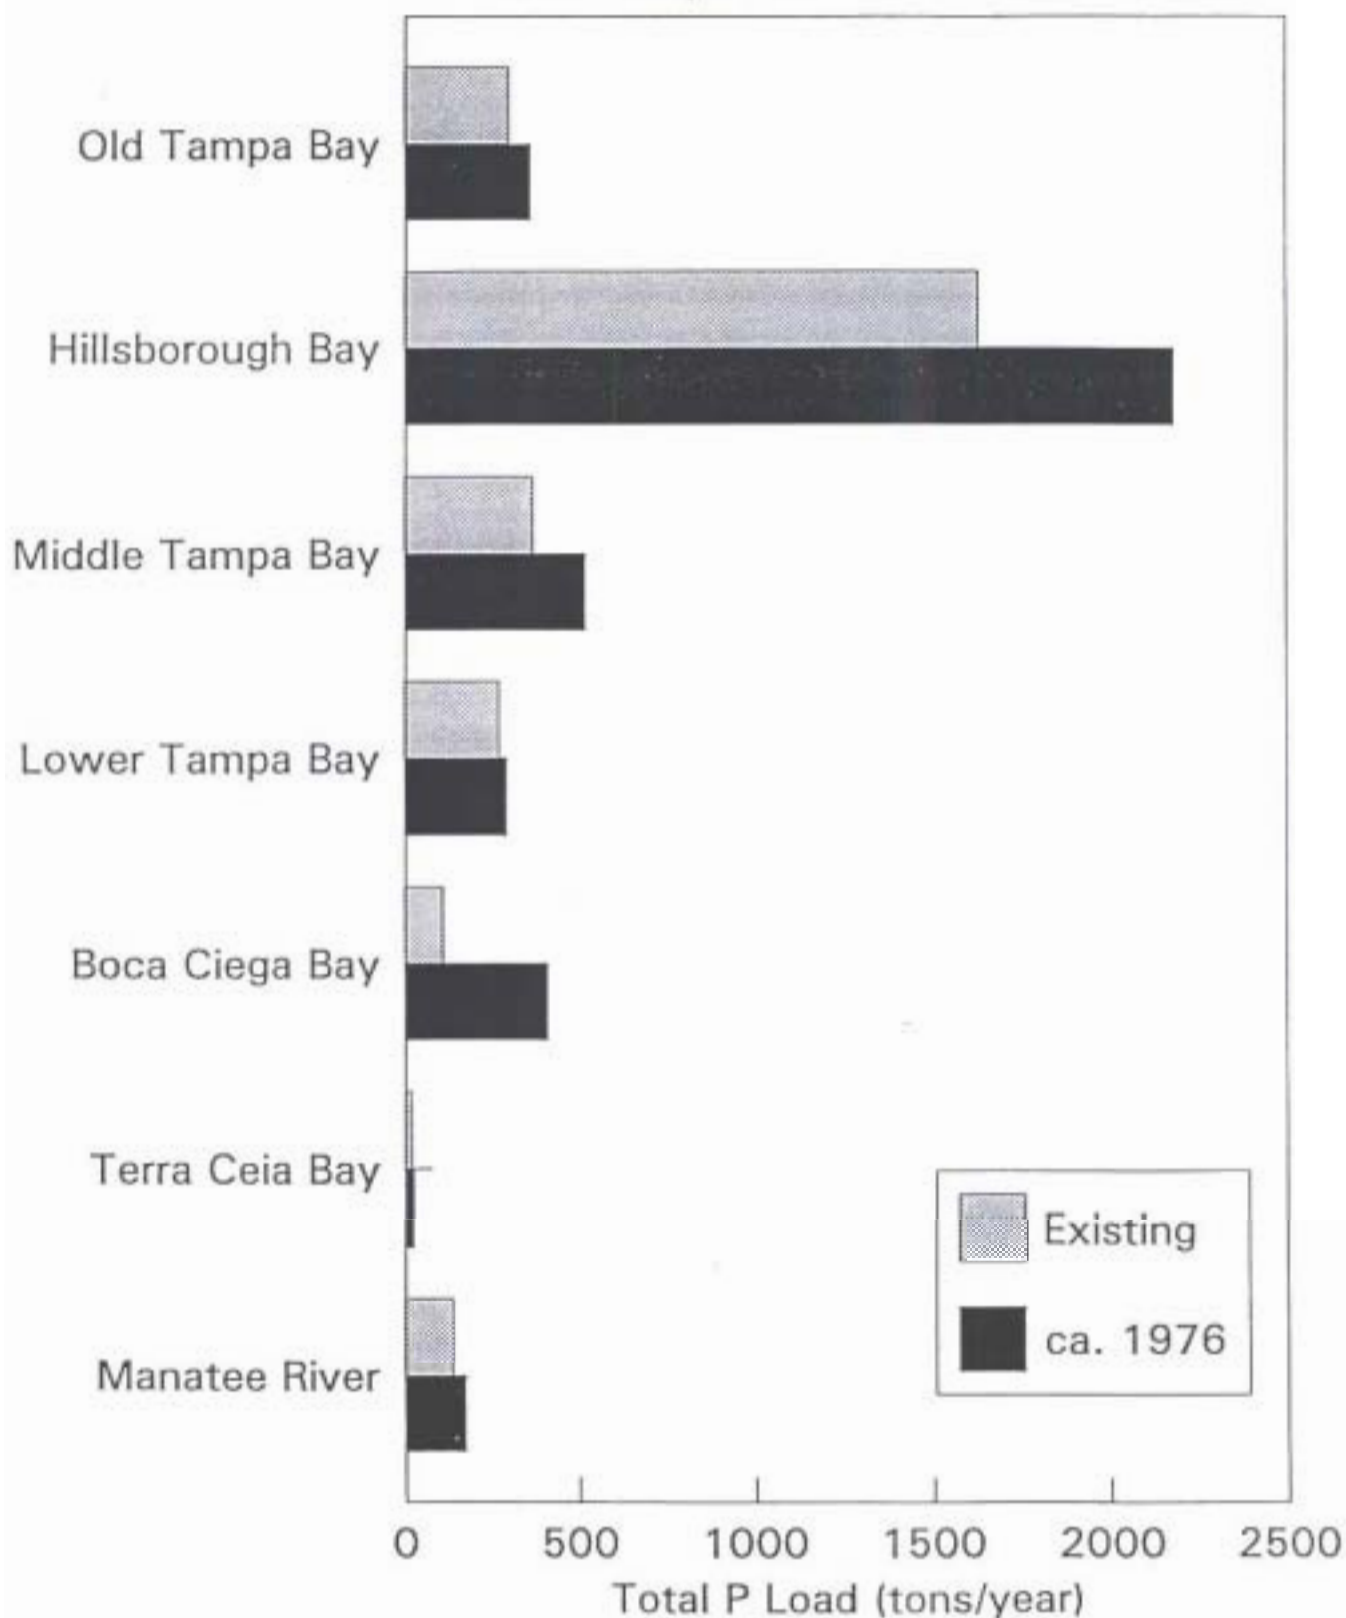 Old Tampa Bay
Hillsborough Bay
Middle Tampa Bay
Lower Tampa Bay
Boca Ciega Bay
Terra Ceia Bay
Manatee River
Existing
ca. 1976
0 500 1000 1500 2000 2500
Total P Load (tons/year)